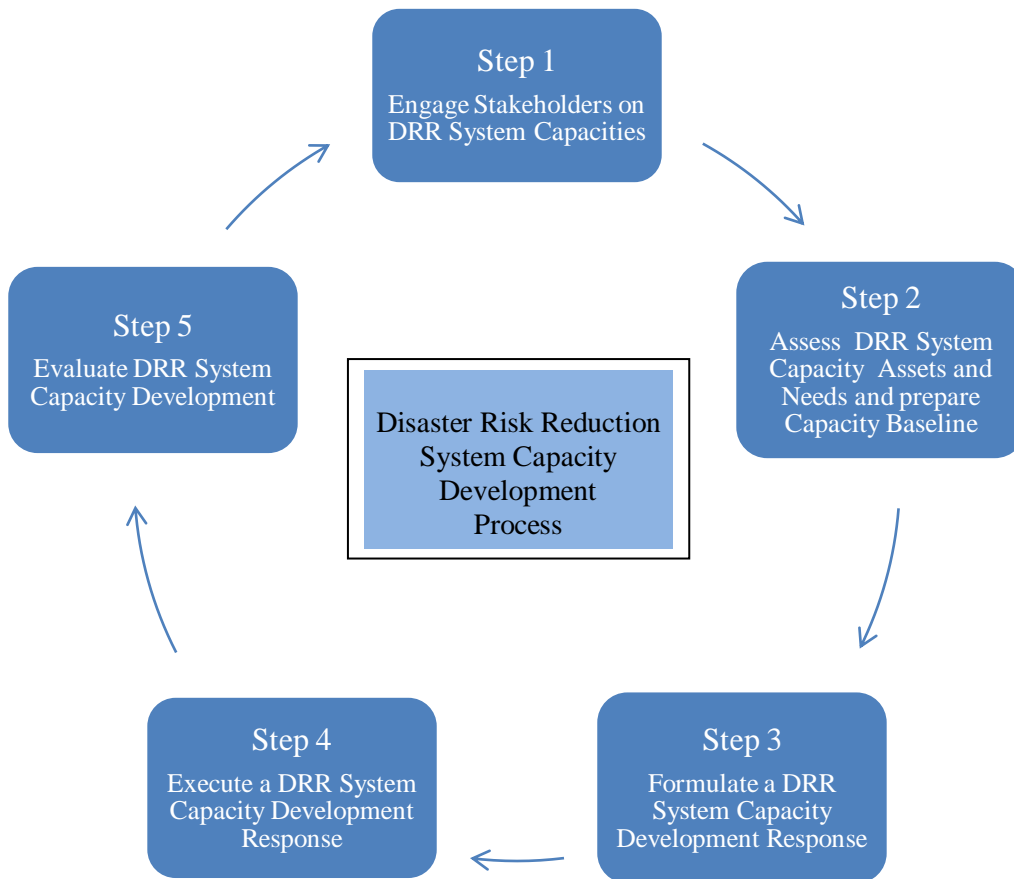 Step 1
Engage Stakeholders on
DRR System Capacities
Step 2
Assess DRR System
Capacity Assets and
Needs and prepare
Capacity Baseline
Step 3
Formulate a DRR
System Capacity
Development Response
Step 4
Execute a DRR System
Capacity Development
Response
Step 5
Evaluate DRR System
Capacity Development
Disaster Risk Reduction
System Capacity
Development
Process